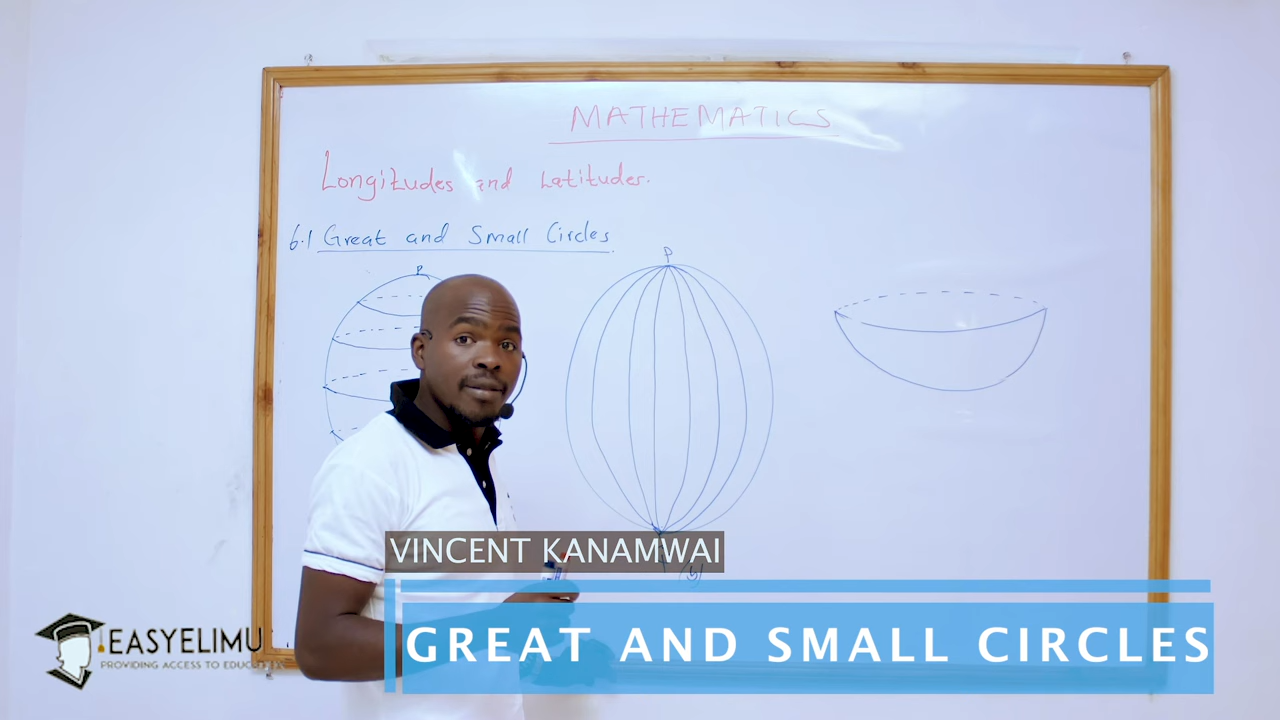 MATHEMATICS
Longitudes and Latitudes.
6.1 Great and Small Circles
P
P
(b)
VINCENT KANAMWAI
GREAT AND SMALL CIRCLES
EASYELIMU
PROVIDING ACCESS TO EDUC